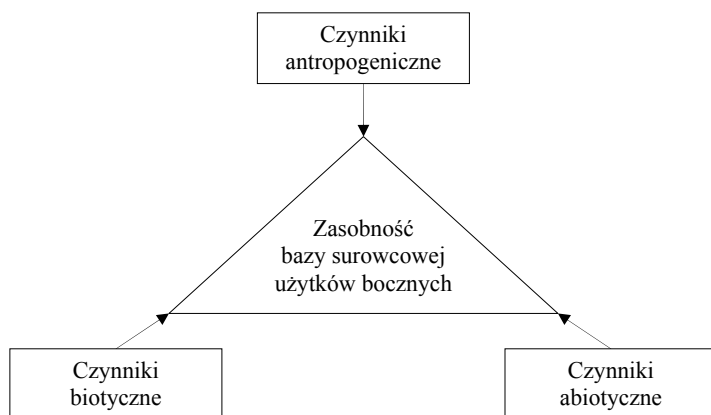 Czynniki
antropogeniczne
Zasobność
bazy surowcowej
użytków bocznych
Czynniki
biotyczne
Czynniki
abiotyczne